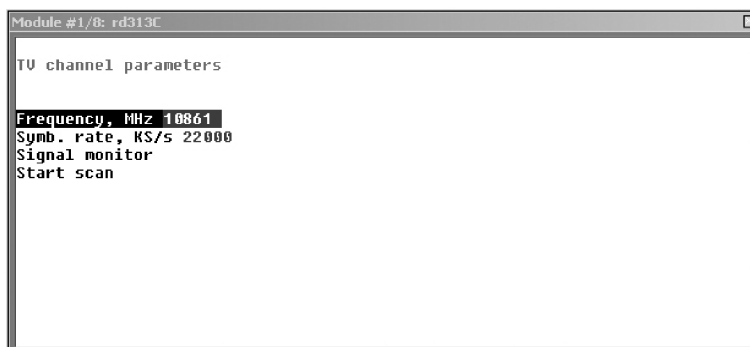 Module #1/8: rd313C
TV channel parameters
Frequency, MHz 10861
Symb. rate, KS/s 22000
Signal monitor
Start scan